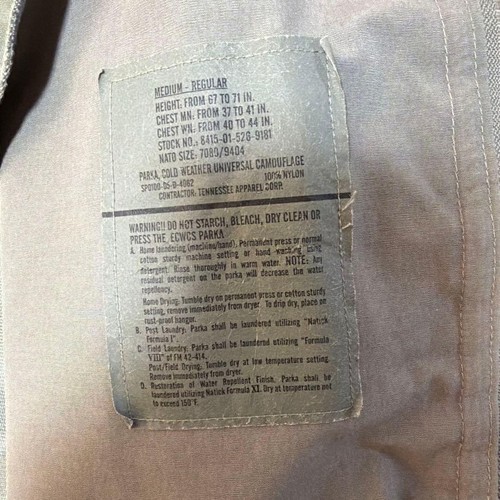 MEDIUM - REGULAR
HEIGHT: FROM 67 TO 71 IN.
CHEST MN: FROM 37 TO 41 IN.
CHEST WN: FROM 40 TO 44 IN.
STOCK NO.: 8415-01-526-9181
NATO SIZE: 7080/9404
PARKA, COLD WEATHER UNIVERSAL CAMOUFLAGE
SPO100-05-D-4082 100% NYLON
CONTRACTOR: TENNESSEE APPAREL CORP.
WARNING!! DO NOT STARCH, BLEACH, DRY CLEAN OR
PRESS THE, ECWCS PARKA
A. Home laundering (machine/hand). Permanent press or normal
cotton sturdy machine setting or hand washing using
detergent. Rinse thoroughly in warm water. NOTE: Any
residual detergent on the parka will decrease the water
repellency.
Home Drying: Tumble dry on permanent press or cotton sturdy
setting, remove immediately from dryer. To drip dry, place on
rust-proof hanger.
B. Post Laundry: Parka shall be laundered utilizing "Natick
Formula I".
C. Field Laundry: Parka shall be laundered utilizing "Formula
VIII" of FM 42-414.
Post/Field Drying: Tumble dry at low temperature setting.
Remove immediately from dryer.
D. Restoration of Water Repellent Finish. Parka shall be
laundered utilizing Natick Formula XI. Dry at temperature not
to exceed 150°F.